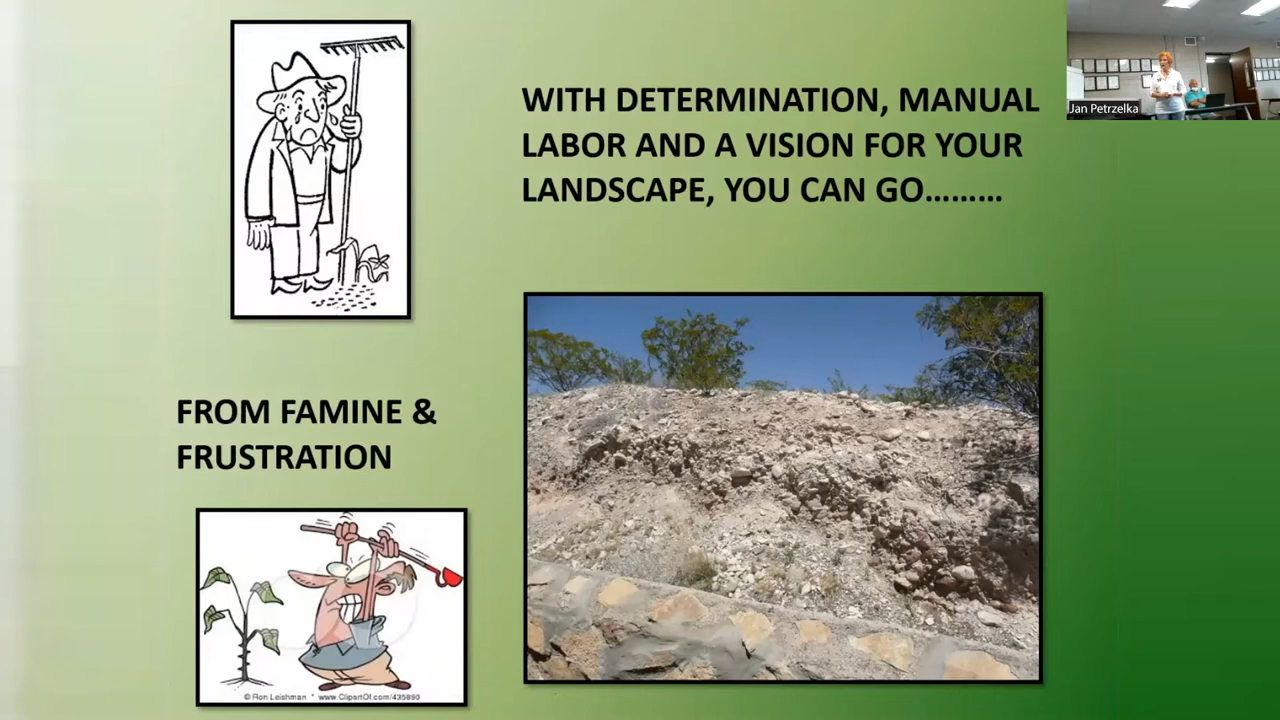 WITH DETERMINATION, MANUAL
LABOR AND A VISION FOR YOUR
LANDSCAPE, YOU CAN GO.........
Jan Petrzelka
FROM FAMINE &
FRUSTRATION
© Ron Leishman * www.ClipartOf.com/435890